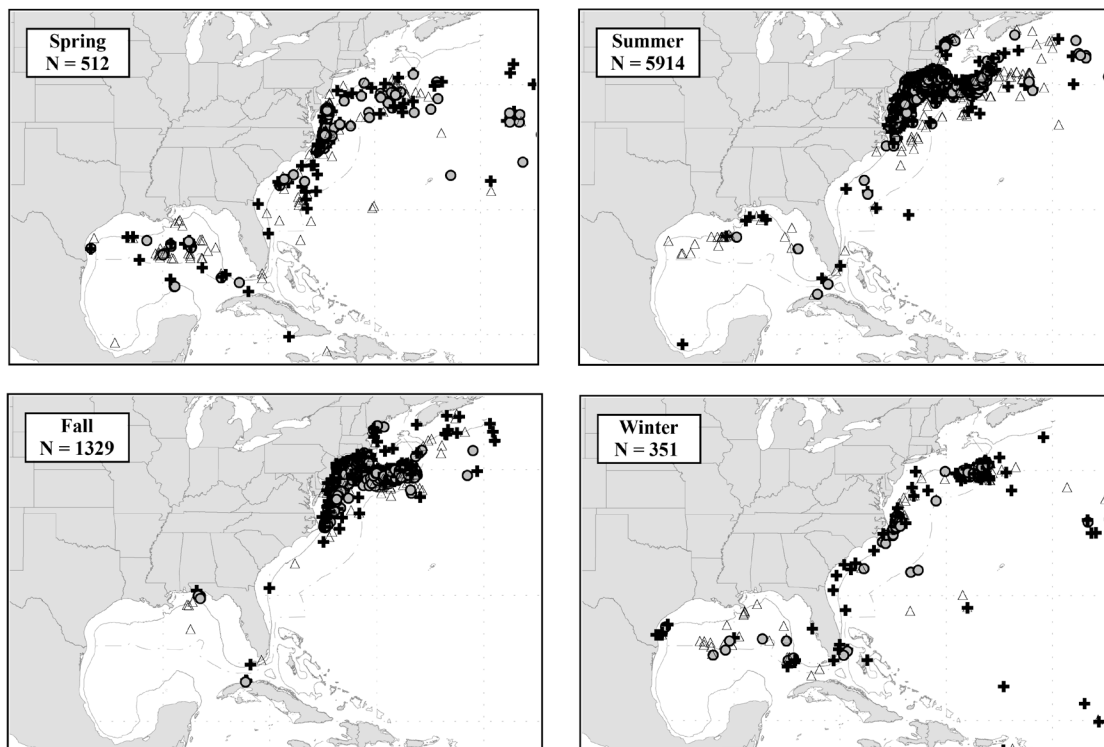 Spring
N = 512
Summer
N = 5914
Fall
N = 1329
Winter
N = 351